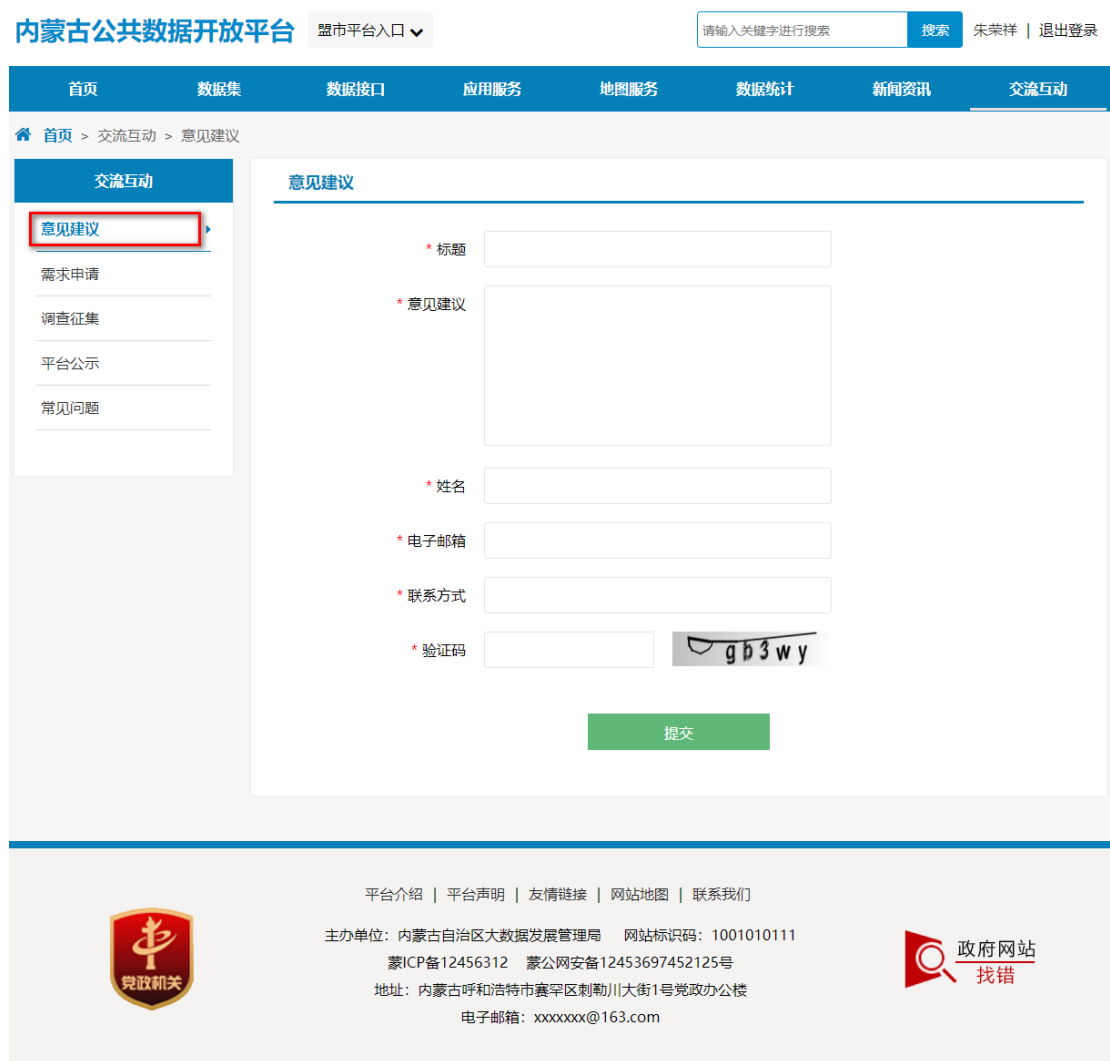 内蒙古公共数据开放平台 盟市平台入口 请输入关键字进行搜索 搜索 朱荣祥 | 退出登录
首页 数据集 数据接口 应用服务 地图服务 数据统计 新闻资讯 交流互动
首页 > 交流互动 > 意见建议
交流互动
意见建议
需求申请
调查征集
平台公示
常见问题
意见建议
* 标题
* 意见建议
* 姓名
* 电子邮箱
* 联系方式
* 验证码 gb3wy
提交
平台介绍 | 平台声明 | 友情链接 | 网站地图 | 联系我们
主办单位：内蒙古自治区大数据发展管理局 网站标识码：1001010111
蒙ICP备12456312 蒙公网安备12453697452125号
地址：内蒙古呼和浩特市赛罕区刺勒川大街1号党政办公楼
电子邮箱：xxxxxxx@163.com
党政机关
政府网站
找错